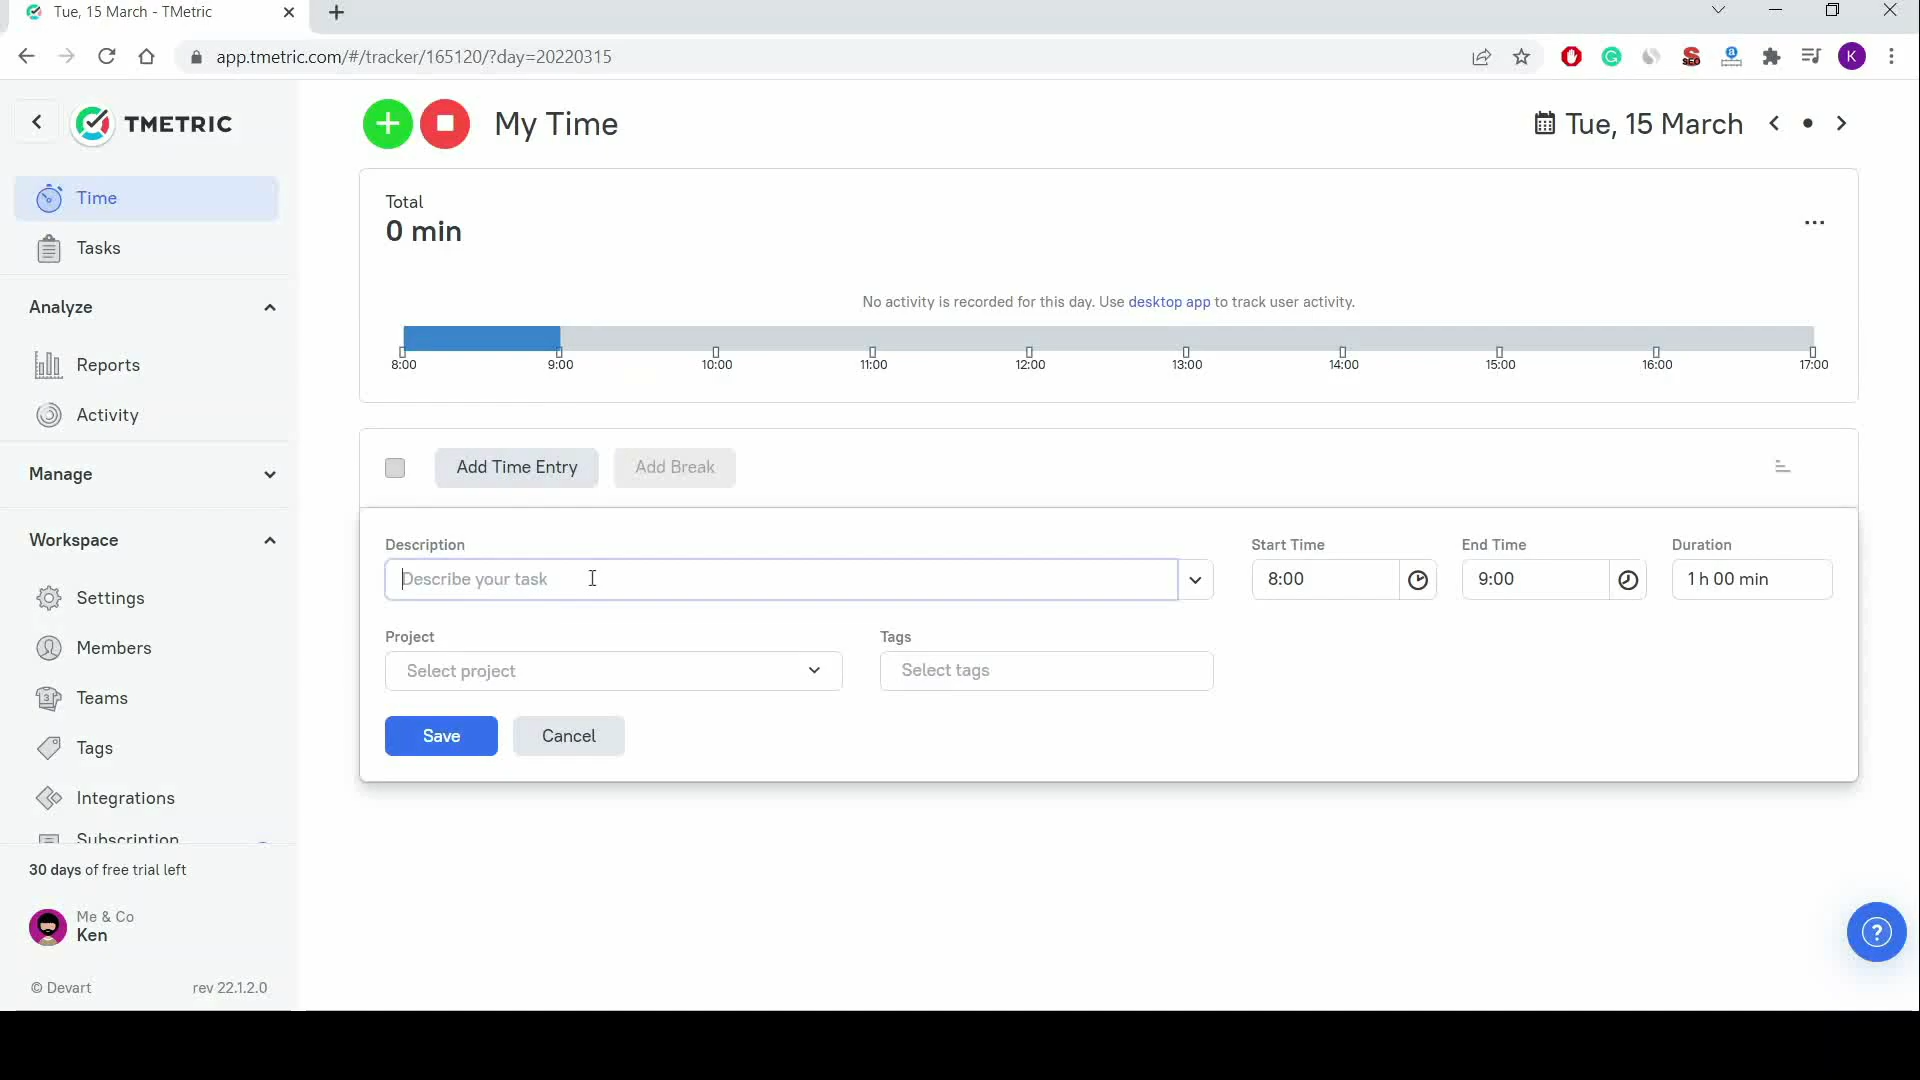 Tue, 15 March - TMetric
app.tmetric.com/#/tracker/165120/?day=20220315
SEO
a
K
TMETRIC
My Time
Tue, 15 March
Time
Tasks
Total
0 min
Analyze
Reports
Activity
No activity is recorded for this day. Use desktop app to track user activity.
8:00 9:00 10:00 11:00 12:00 13:00 14:00 15:00 16:00 17:00
Add Time Entry Add Break
Manage
Workspace
Settings
Members
Teams
Tags
Integrations
Subscription
Description Start Time End Time Duration
Describe your task 8:00 9:00 1 h 00 min
Project Tags
Select project Select tags
Save Cancel
30 days of free trial left
Me & Co
Ken
?
© Devart rev 22.1.2.0